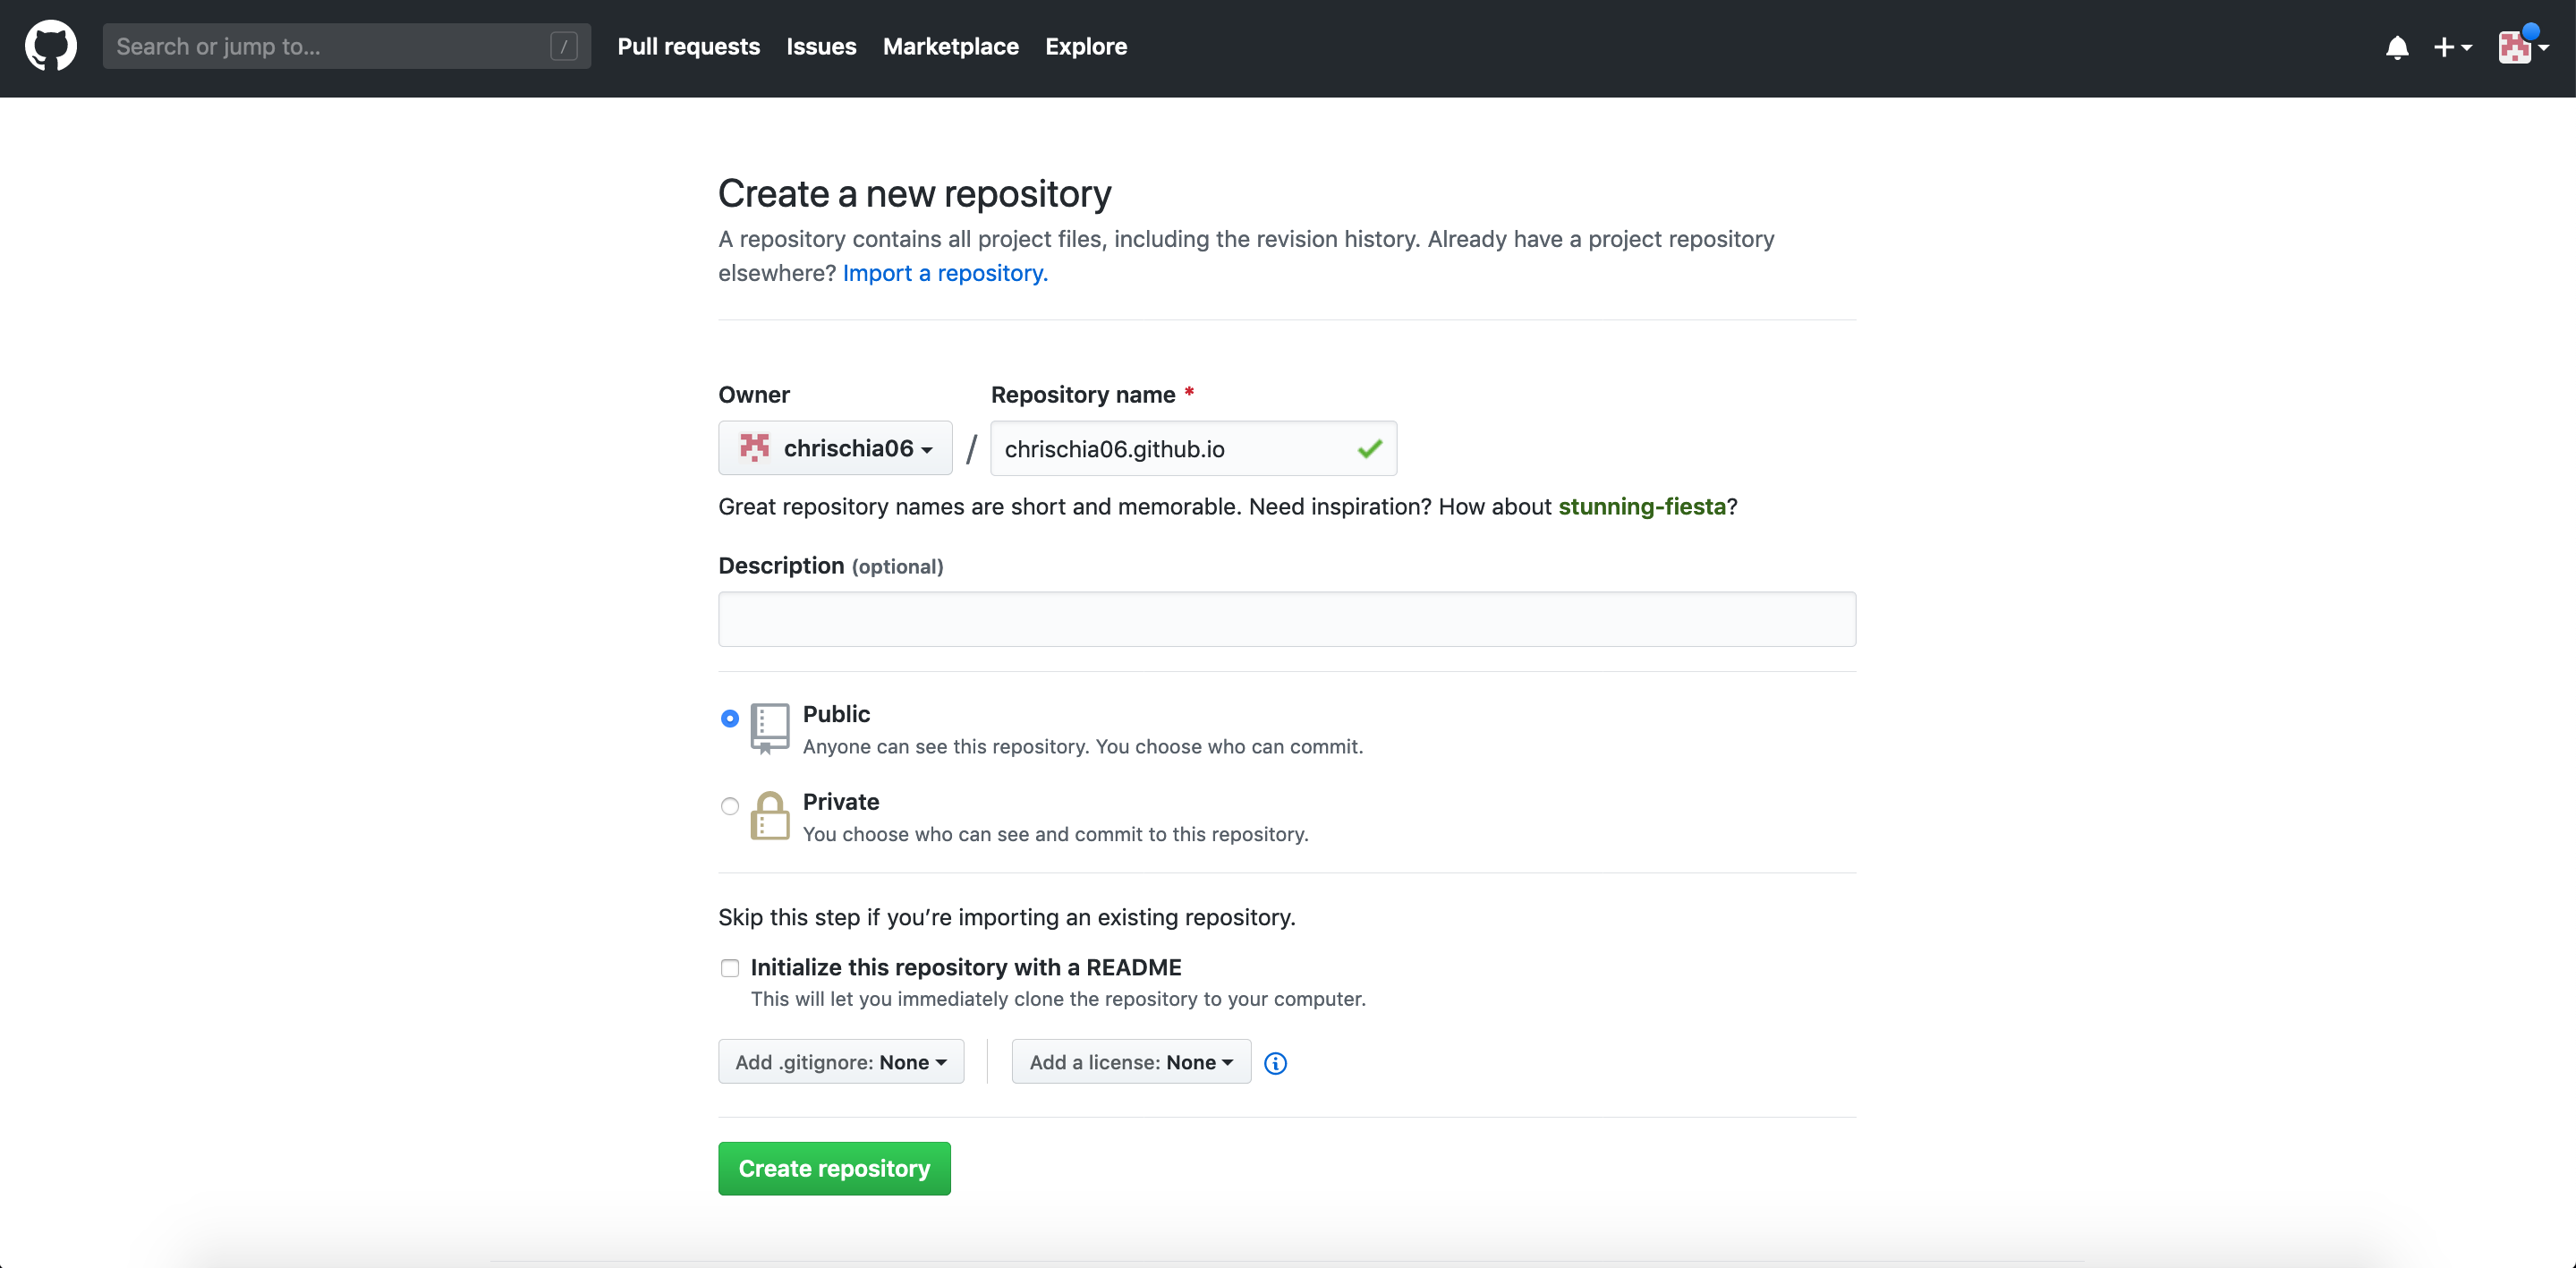 Search or jump to... /
Pull requests Issues Marketplace Explore
Create a new repository
A repository contains all project files, including the revision history. Already have a project repository
elsewhere? Import a repository.
Owner Repository name *
chrischia06 / chrischia06.github.io
Great repository names are short and memorable. Need inspiration? How about stunning-fiesta?
Description (optional)
Public
Anyone can see this repository. You choose who can commit.
Private
You choose who can see and commit to this repository.
Skip this step if you’re importing an existing repository.
Initialize this repository with a README
This will let you immediately clone the repository to your computer.
Add .gitignore: None Add a license: None
Create repository